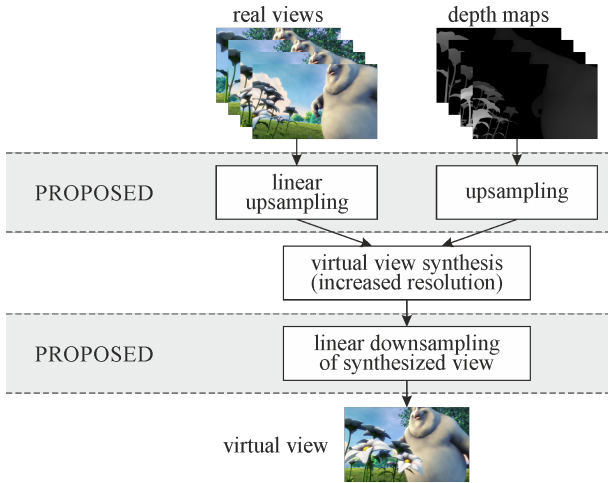 real views
depth maps
PROPOSED
linear
upsampling
upsampling
virtual view synthesis
(increased resolution)
PROPOSED
linear downsampling
of synthesized view
virtual view